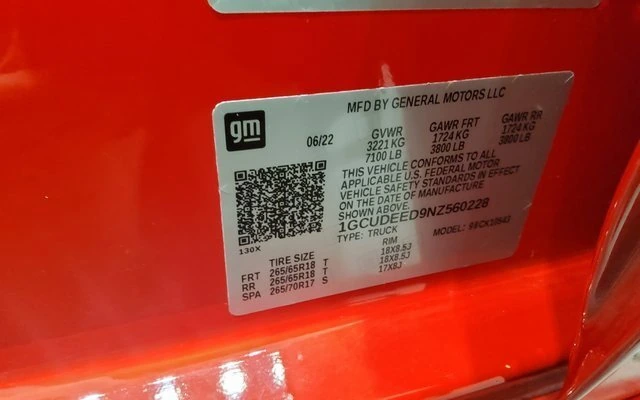 MFD BY GENERAL MOTORS LLC
gm
06/22
GVWR GAWR FRT GAWR RR
3221 KG 1724 KG 1724 KG
7100 LB 3800 LB 3800 LB
THIS VEHICLE CONFORMS TO ALL
APPLICABLE U.S. FEDERAL MOTOR
VEHICLE SAFETY STANDARDS IN EFFECT
ON THE DATE OF MANUFACTURE
SHOWN ABOVE.
1GCUDEED9NZ560228
TYPE: TRUCK MODEL:
130X
TIRE SIZE RIM
FRT 265/65R18 T 18X8.5J
RR 265/65R18 T 18X8.5J
SPA 265/70R17 S 17X8J